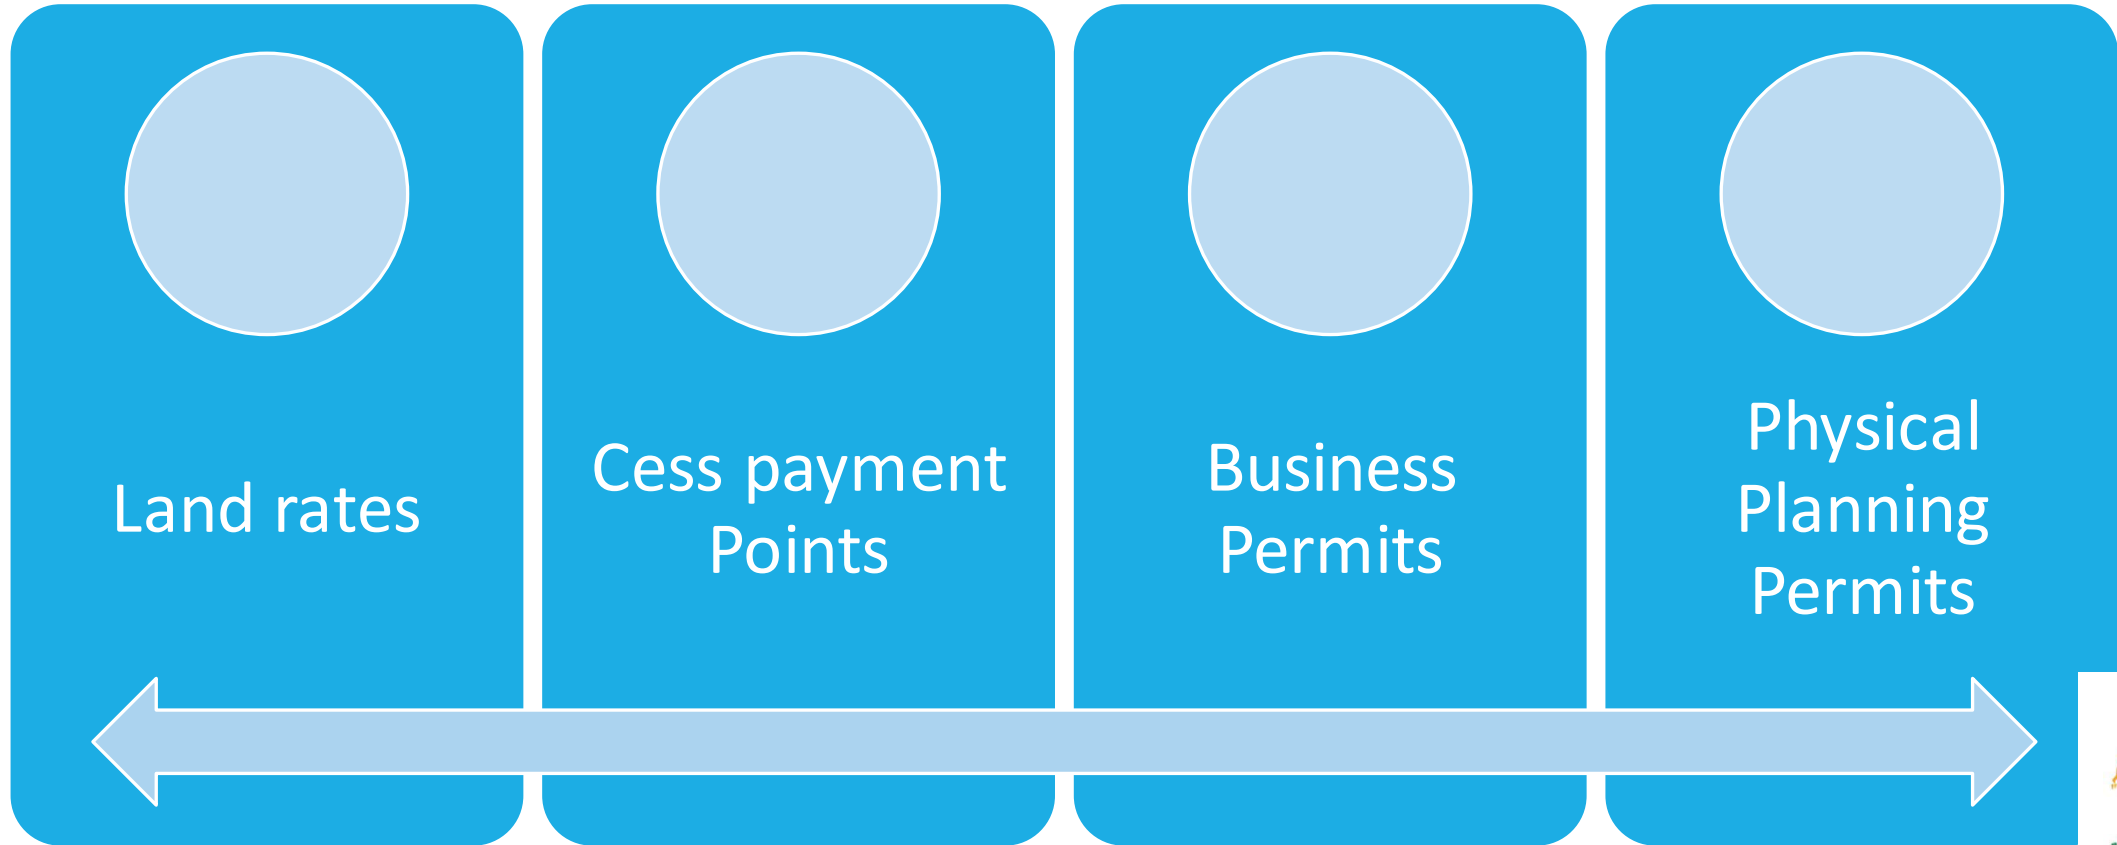 Land rates
Cess payment
Points
Business
Permits
Physical
Planning
Permits